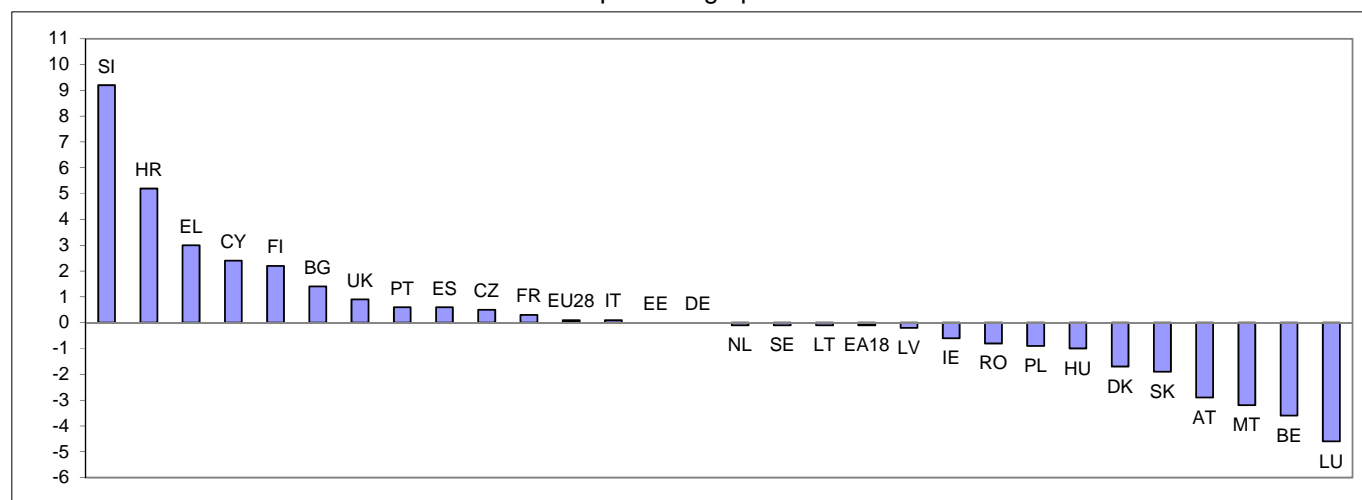 11
10
9
8
7
6
5
4
3
2
1
0
-1
-2
-3
-4
-5
-6
SI
HR
EL
CY
FI
BG
UK
PT
ES
CZ
FR
EU28
IT
EE
DE
NL
SE
LT
EA18
LV
IE
RO
PL
HU
DK
SK
AT
MT
BE
LU